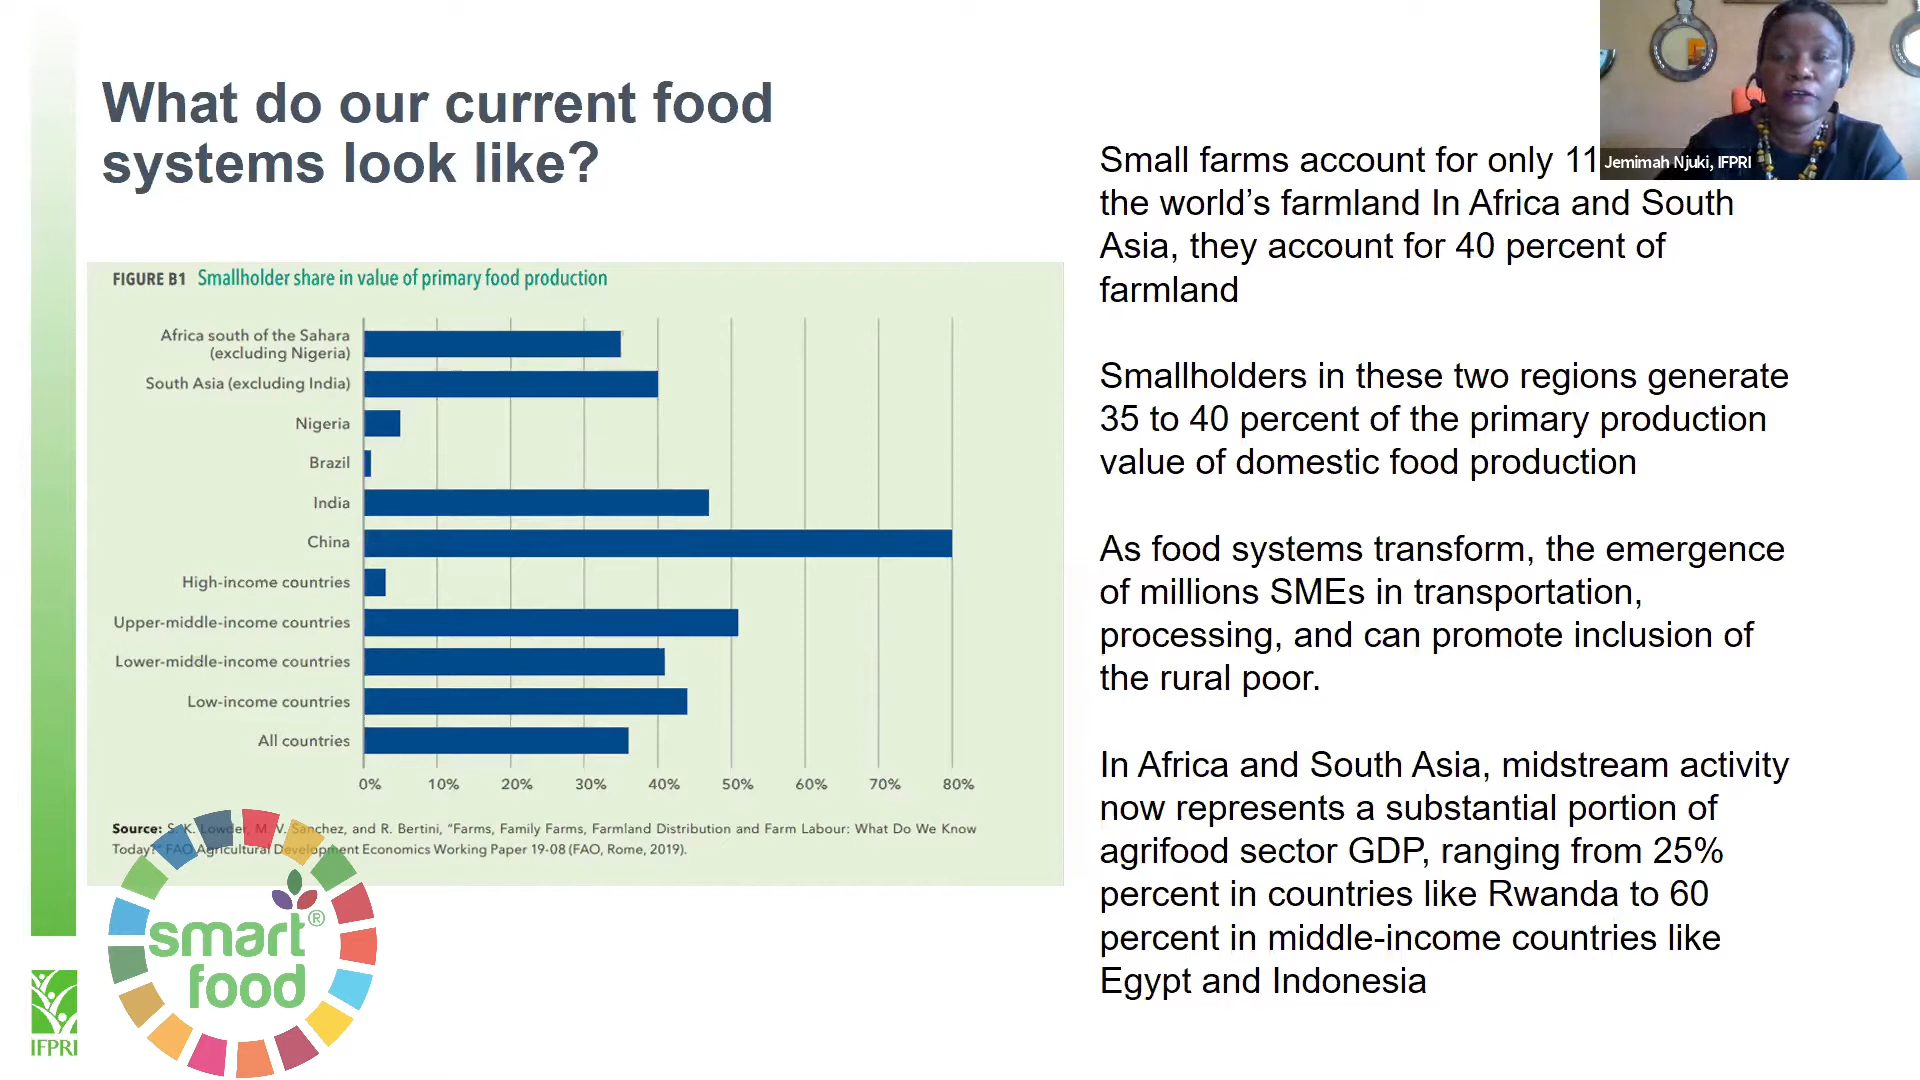 What do our current food
systems look like?
Jemimah Njuki, IFPRI
Small farms account for only 11
the world’s farmland In Africa and South
Asia, they account for 40 percent of
farmland
Smallholders in these two regions generate
35 to 40 percent of the primary production
value of domestic food production
As food systems transform, the emergence
of millions SMEs in transportation,
processing, and can promote inclusion of
the rural poor.
In Africa and South Asia, midstream activity
now represents a substantial portion of
agrifood sector GDP, ranging from 25%
percent in countries like Rwanda to 60
percent in middle-income countries like
Egypt and Indonesia
FIGURE B1 Smallholder share in value of primary food production
Africa south of the Sahara
(excluding Nigeria)
South Asia (excluding India)
Nigeria
Brazil
India
China
High-income countries
Upper-middle-income countries
Lower-middle-income countries
Low-income countries
All countries
0% 10% 20% 30% 40% 50% 60% 70% 80%
Source: S. K. Lowder, M. V. Sanchez, and R. Bertini, “Farms, Family Farms, Farmland Distribution and Farm Labour: What Do We Know
Today?” FAO Agricultural Development Economics Working Paper 19-08 (FAO, Rome, 2019).
smart®
food
IFPRI